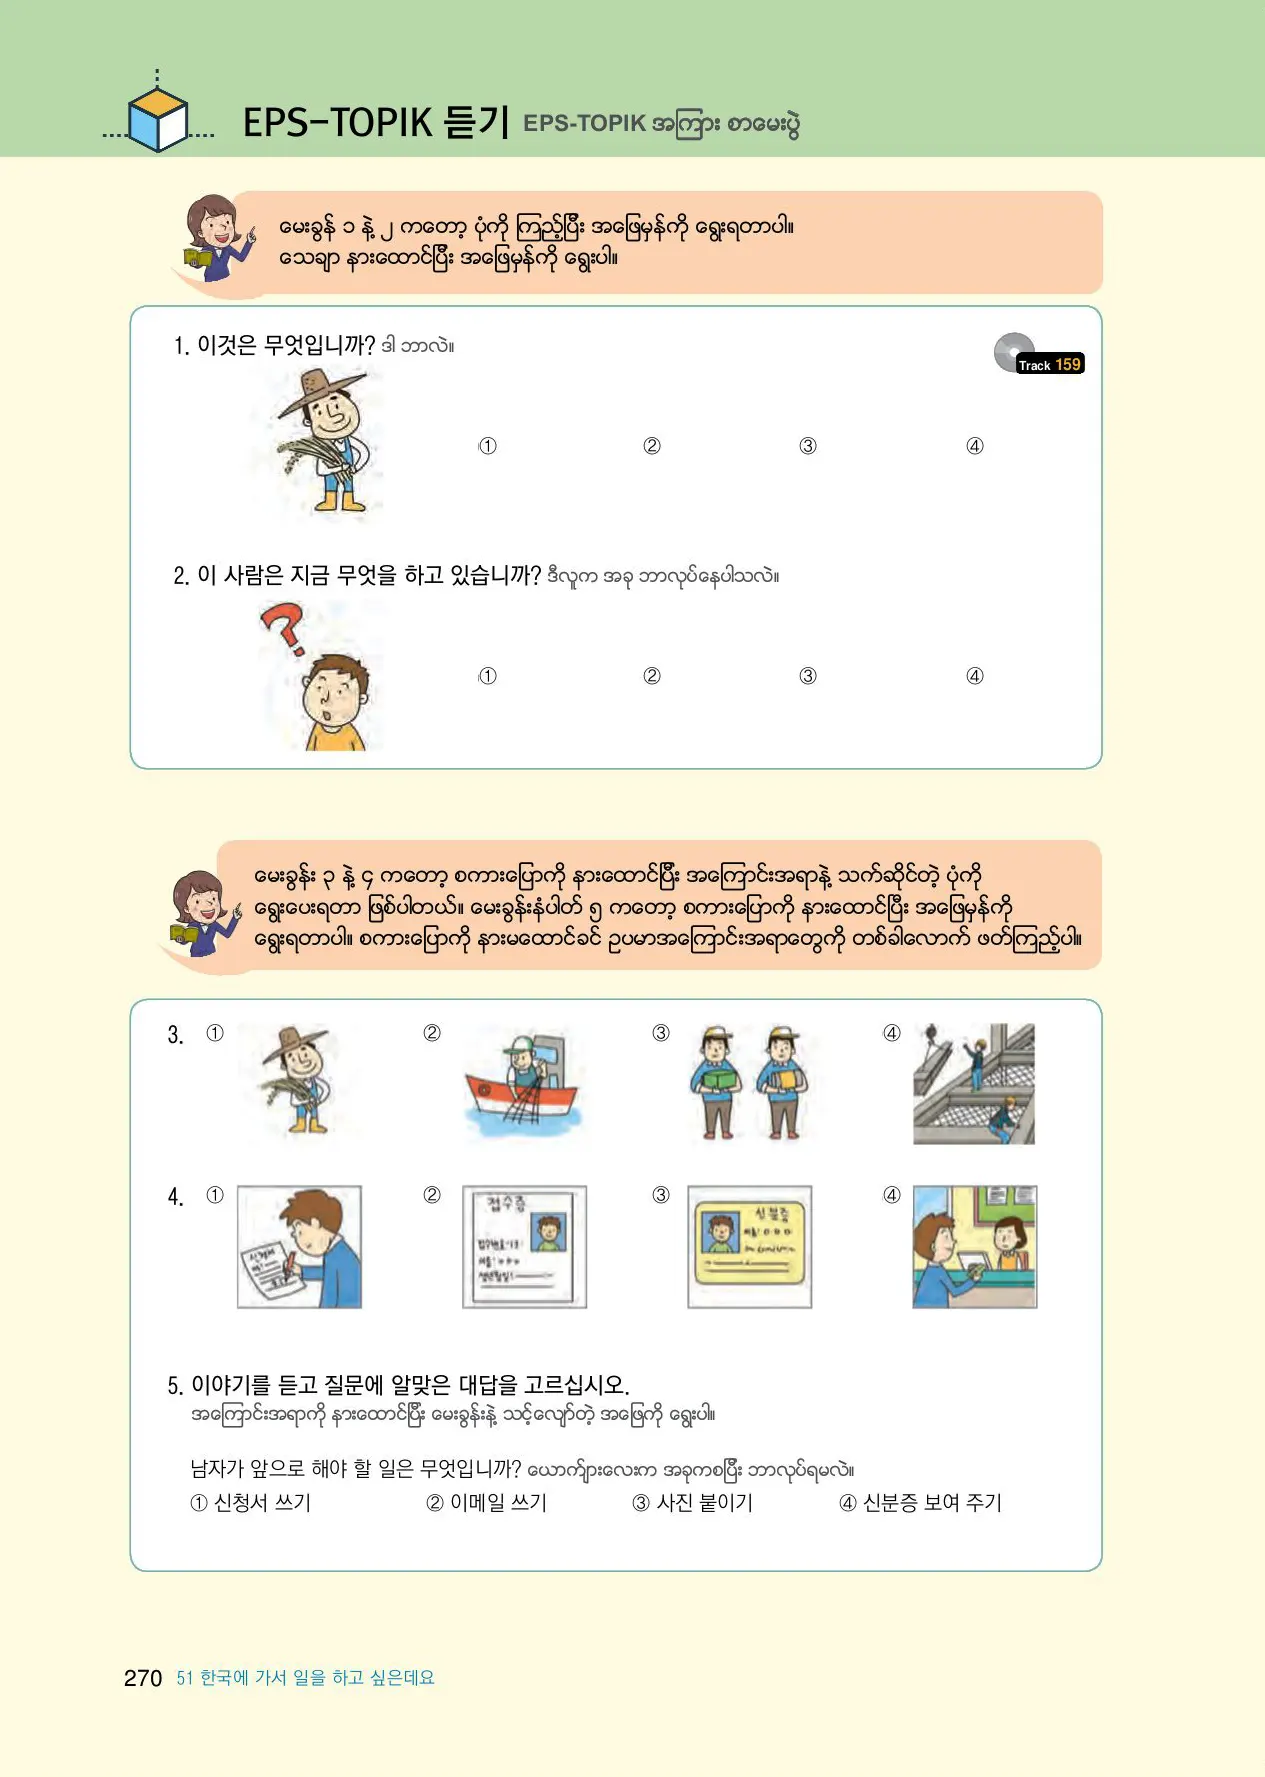 EPS-TOPIK 듣기 EPS-TOPIK အကြား စာမေးပွဲ
မေးခွန် ၁ နဲ့ ၂ ကတော့ ပုံကို ကြည့်ပြီး အဖြေမှန်ကို ရွေးရတာပါ။
သေချာ နားထောင်ပြီး အဖြေမှန်ကို ရွေးပါ။
1. 이것은 무엇입니까? ဒါ ဘာလဲ။
Track 159
① ② ③ ④
2. 이 사람은 지금 무엇을 하고 있습니까? ဒီလူက အခု ဘာလုပ်နေပါသလဲ။
① ② ③ ④
မေးခွန်း ၃ နဲ့ ၄ ကတော့ စကားပြောကို နားထောင်ပြီး အကြောင်းအရာနဲ့ သက်ဆိုင်တဲ့ ပုံကို
ရွေးပေးရတာ ဖြစ်ပါတယ်။ မေးခွန်းနံပါတ် ၅ ကတော့ စကားပြောကို နားထောင်ပြီး အဖြေမှန်ကို
ရွေးရတာပါ။ စကားပြောကို နားမထောင်ခင် ဥပမာအကြောင်းအရာတွေကို တစ်ခါလောက် ဖတ်ကြည့်ပါ။
3. ① ② ③ ④
4. ① ② ③ ④
신청서
접수증
신분증
5. 이야기를 듣고 질문에 알맞은 대답을 고르십시오.
အကြောင်းအရာကို နားထောင်ပြီး မေးခွန်းနဲ့ သင့်လျော်တဲ့ အဖြေကို ရွေးပါ။
남자가 앞으로 해야 할 일은 무엇입니까? ယောက်ျားလေးက အခုကစပြီး ဘာလုပ်ရမလဲ။
① 신청서 쓰기 ② 이메일 쓰기 ③ 사진 붙이기 ④ 신분증 보여 주기
270 51 한국에 가서 일을 하고 싶은데요